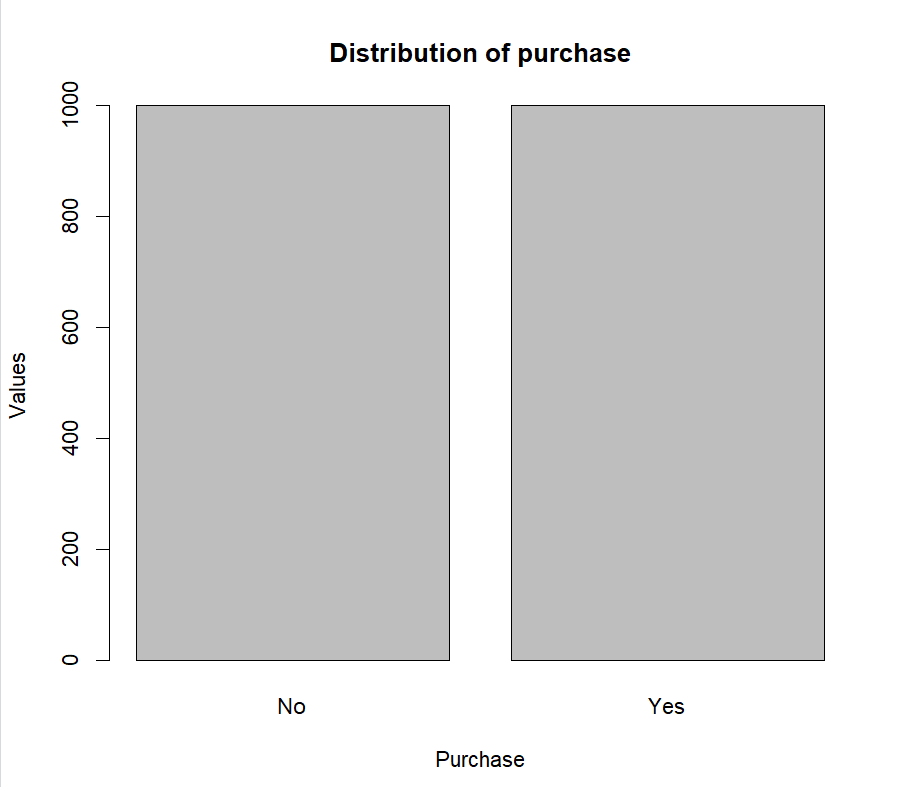 Distribution of purchase
1000
800
600
400
200
0
Values
No Yes
Purchase